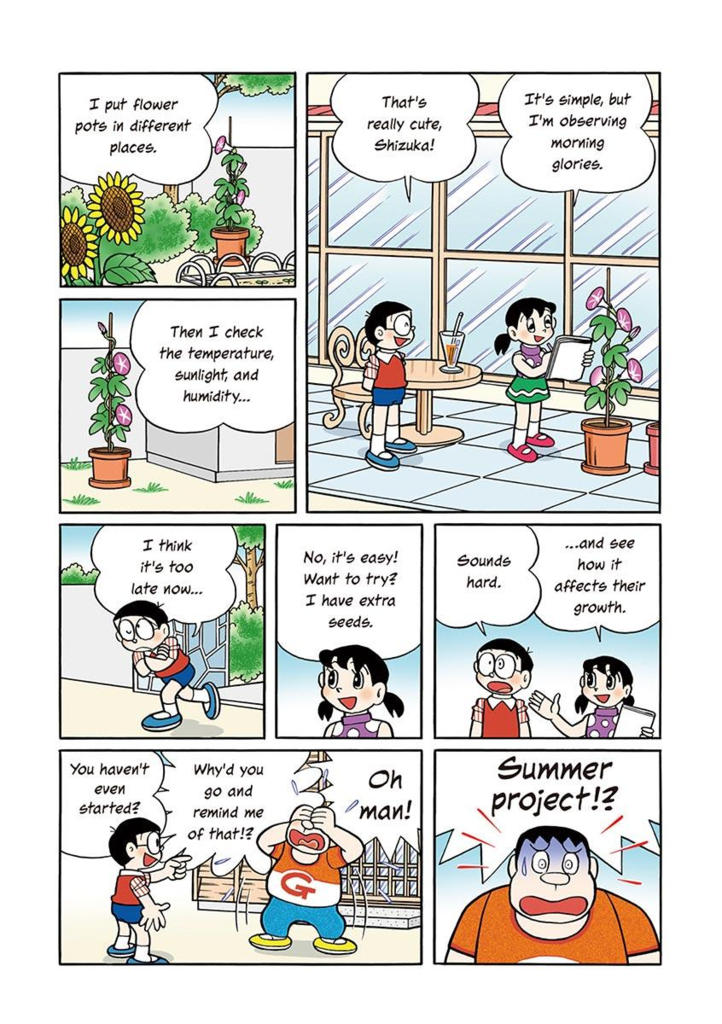 It's simple, but
I'm observing
morning
glories.
That's
really cute,
Shizuka!
I put flower
pots in different
places.
Then I check
the temperature,
sunlight, and
humidity...
...and see
how it
affects their
growth.
Sounds
hard.
No, it's easy!
Want to try?
I have extra
seeds.
I think
it's too
late now...
Summer
project!?
Oh
man!
Why'd you
go and
remind me
of that!?
G
You haven't
even
started?